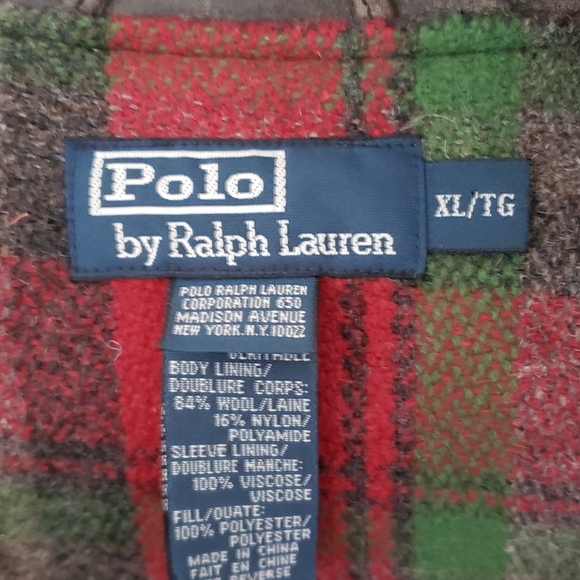 Polo
by Ralph Lauren
XL/TG
POLO RALPH LAUREN
CORPORATION 650
MADISON AVENUE
NEW YORK.N.Y.10022
VERITABLE
BODY LINING/
DOUBLURE CORPS:
84% WOOL/LAINE
16% NYLON/
POLYAMIDE
SLEEVE LINING/
DOUBLURE MANCHE:
100% VISCOSE/
VISCOSE
FILL/OUATE:
100% POLYESTER/
POLYESTER
MADE IN CHINA
FAIT EN CHINE
REVERSE